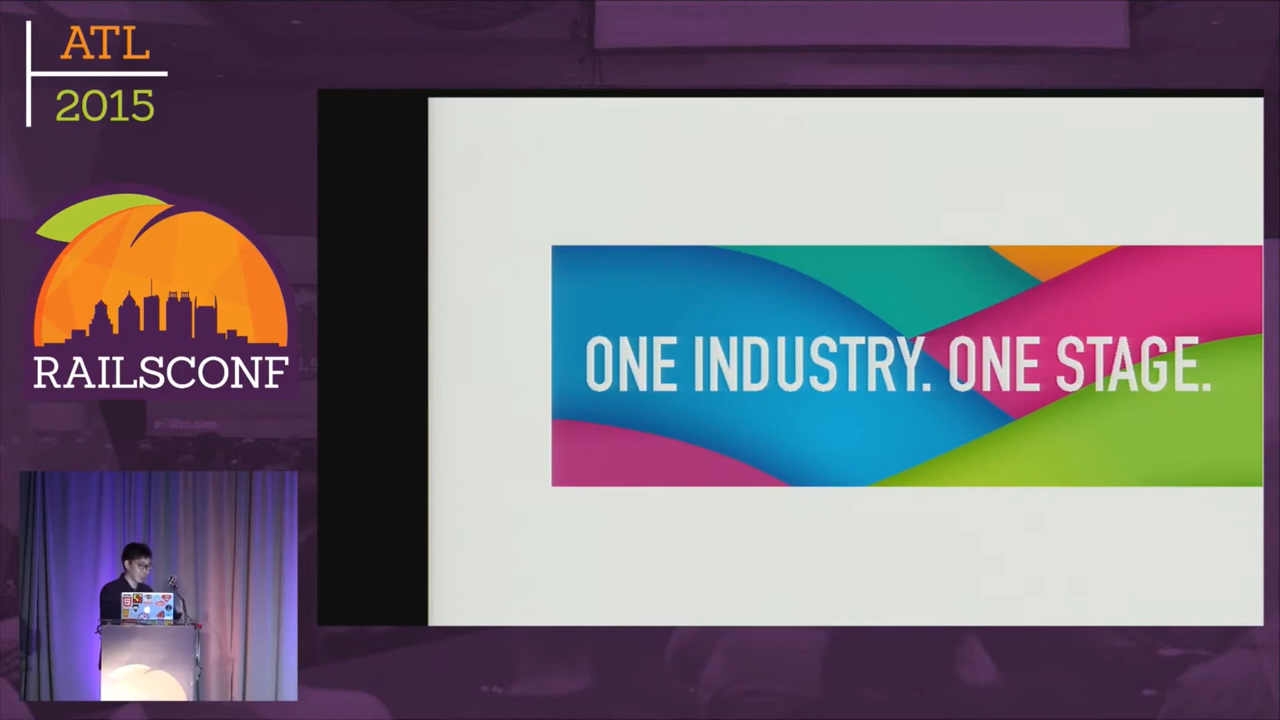 ATL
2015
RAILSCONF
ONE INDUSTRY. ONE STAGE.